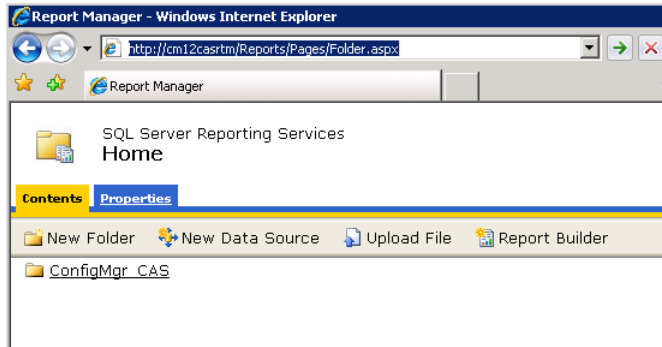 Report Manager - Windows Internet Explorer
http://cm12casrtm/Reports/Pages/Folder.aspx
Report Manager
SQL Server Reporting Services
Home
Contents Properties
New Folder New Data Source Upload File Report Builder
ConfigMgr_CAS